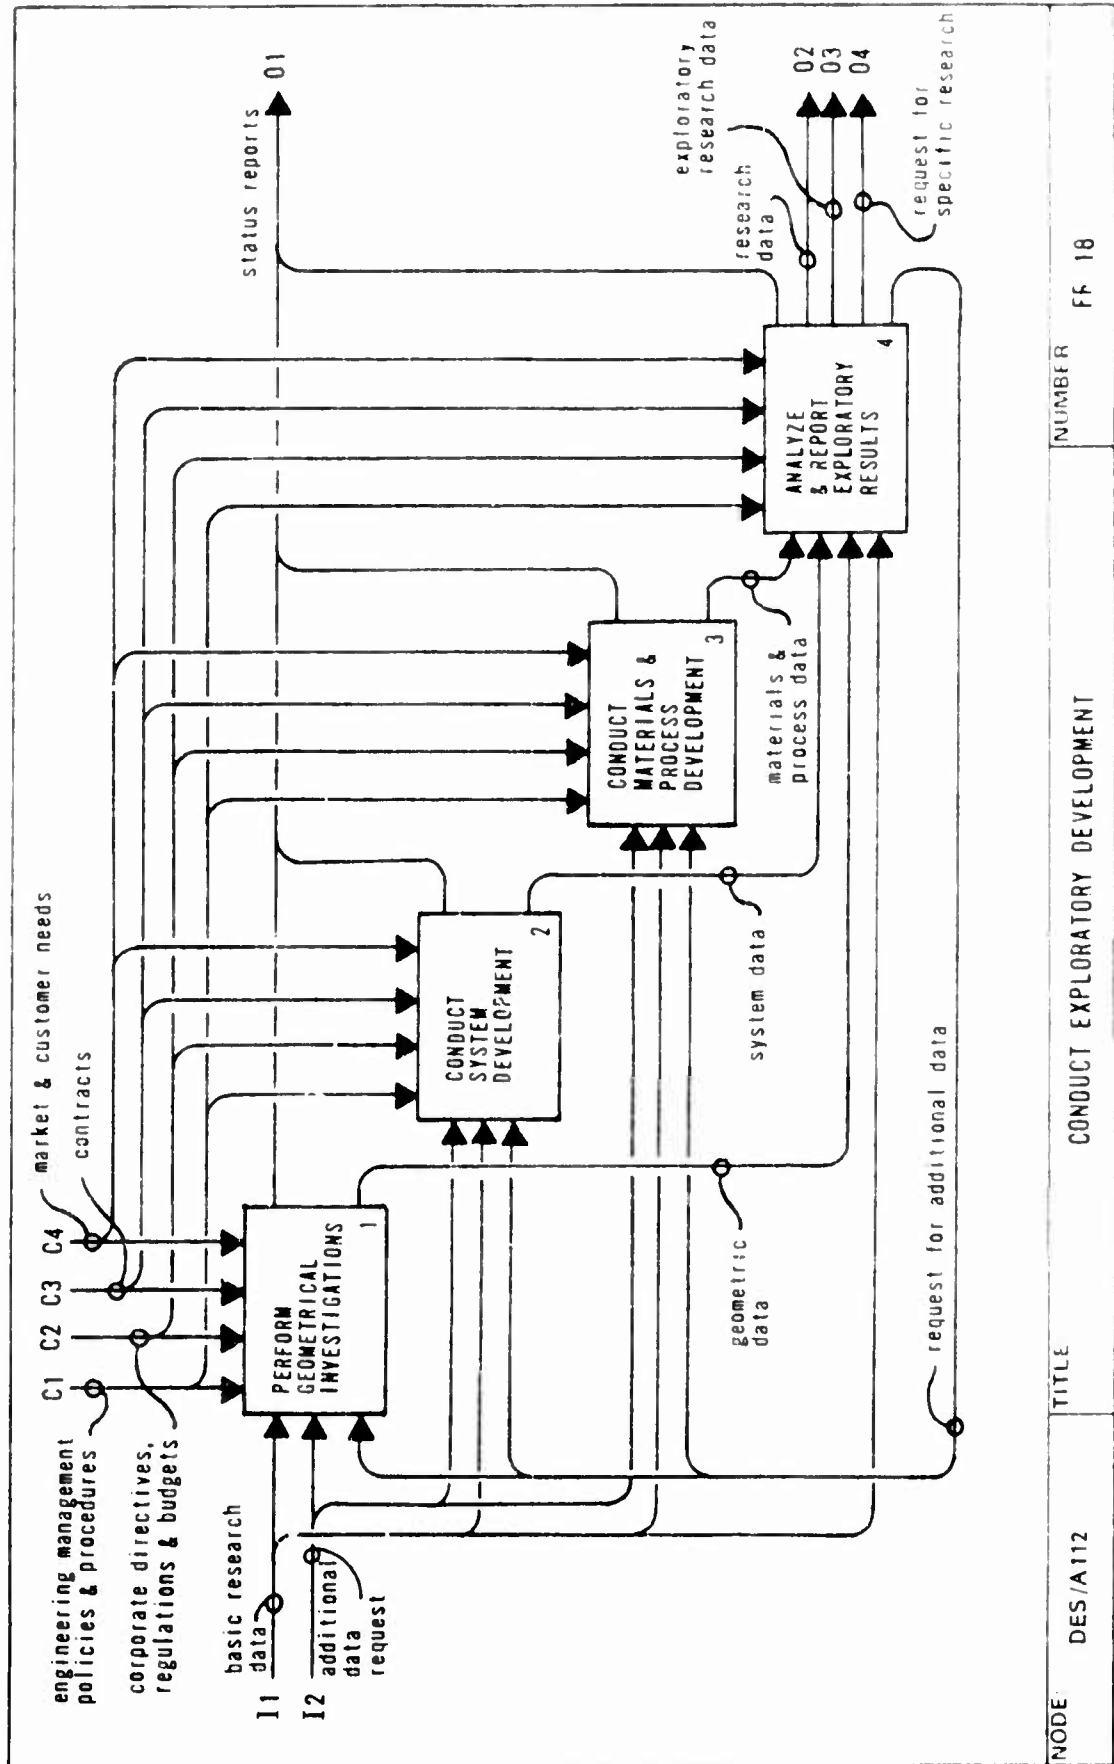 C1
C2
C3
C4
market & customer needs
contracts
engineering management
policies & procedures
corporate directives,
regulations & budgets
status reports
O1
I1
basic research
data
I2
additional
data
request
PERFORM
GEOMETRICAL
INVESTIGATIONS
1
CONDUCT
SYSTEM
DEVELOPMENT
2
CONDUCT
MATERIALS &
PROCESS
DEVELOPMENT
3
ANALYZE
& REPORT
EXPLORATORY
RESULTS
4
research
data
exploratory
research data
O2
O3
O4
request for
specific research
materials &
process data
system data
geometric
data
request for additional data
NODE: DES/A112
TITLE CONDUCT EXPLORATORY DEVELOPMENT
NUMBER 18